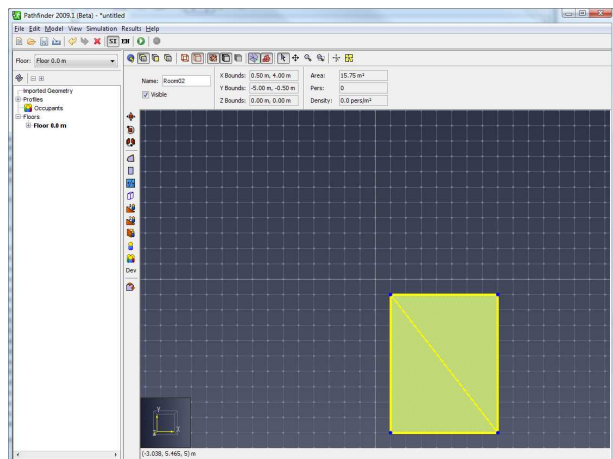 Pathfinder 2009.1 (Beta) - *untitled
File Edit Model View Simulation Results Help
SI EN
Floor: Floor 0.0 m
Name: Room02
Visible
X Bounds: 0.50 m, 4.00 m
Y Bounds: -5.00 m, -0.50 m
Z Bounds: 0.00 m, 0.00 m
Area: 15.75 m²
Pers: 0
Density: 0.0 pers/m²
Imported Geometry
Profiles
Occupants
Floors
Floor 0.0 m
Dev
Y
X
(-3.038, 5.465, 5) m